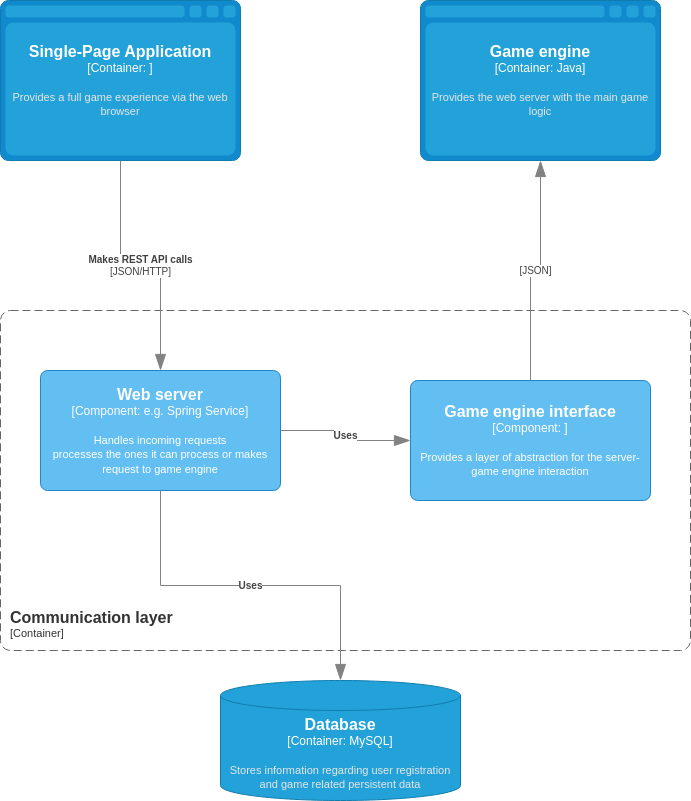 Single-Page Application
[Container: ]
Provides a full game experience via the web
browser
Game engine
[Container: Java]
Provides the web server with the main game
logic
Makes REST API calls
[JSON/HTTP]
[JSON]
Web server
[Component: e.g. Spring Service]
Handles incoming requests
processes the ones it can process or makes
request to game engine
Uses
Game engine interface
[Component: ]
Provides a layer of abstraction for the server-
game engine interaction
Uses
Communication layer
[Container]
Database
[Container: MySQL]
Stores information regarding user registration
and game related persistent data